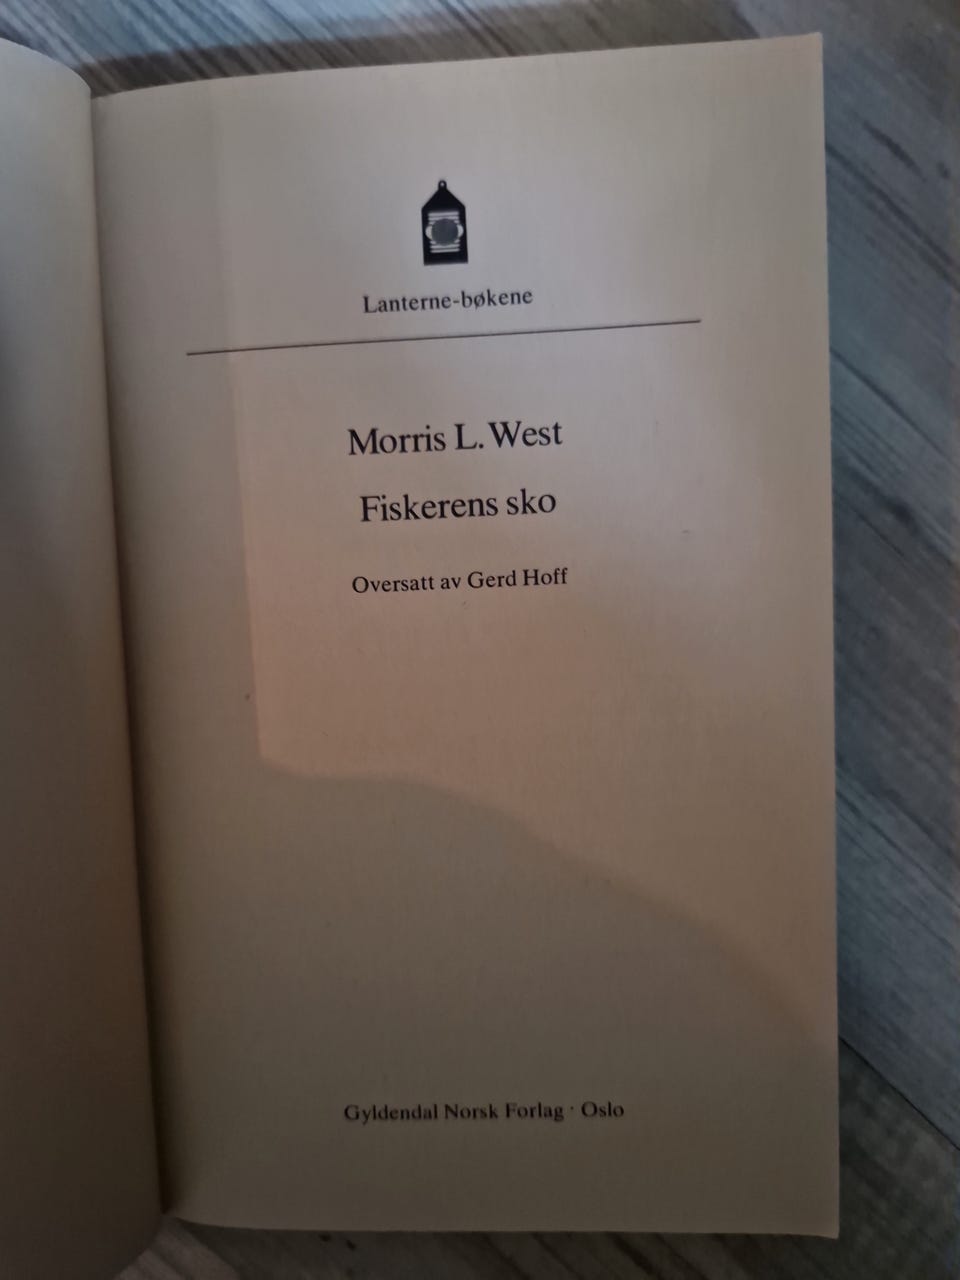 Lanterne-bøkene
Morris L. West
Fiskerens sko
Oversatt av Gerd Hoff
Gyldendal Norsk Forlag · Oslo